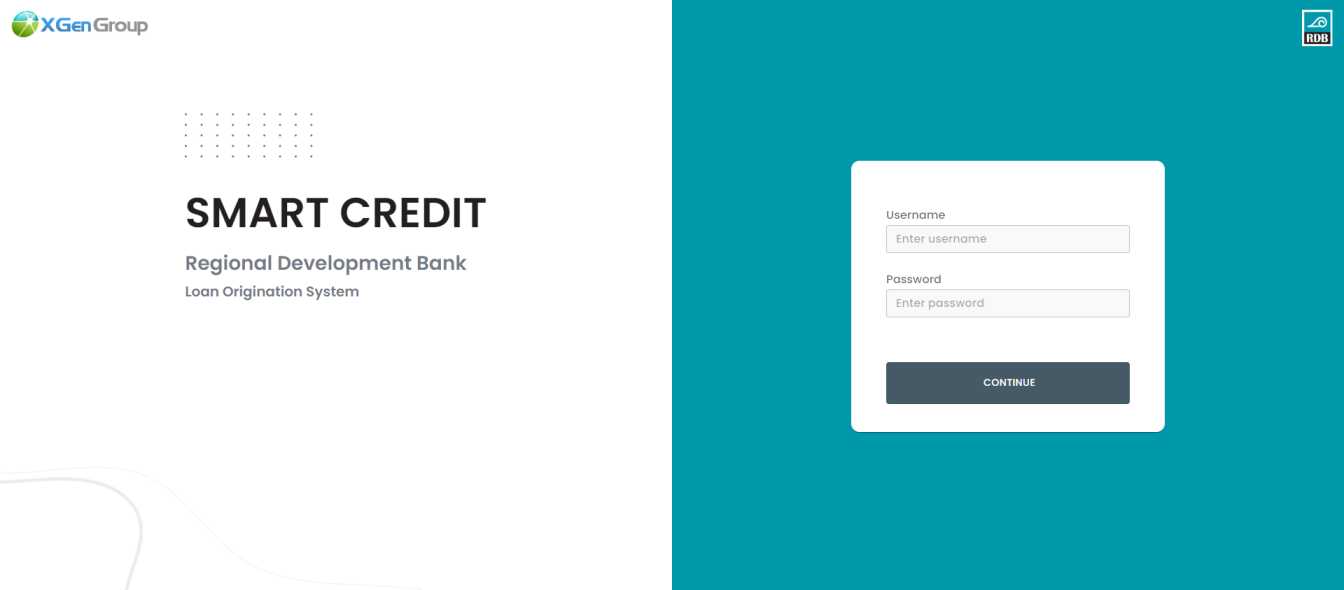 XGenGroup
SMART CREDIT
Regional Development Bank
Loan Origination System
RDB
Username
Enter username
Password
Enter password
CONTINUE